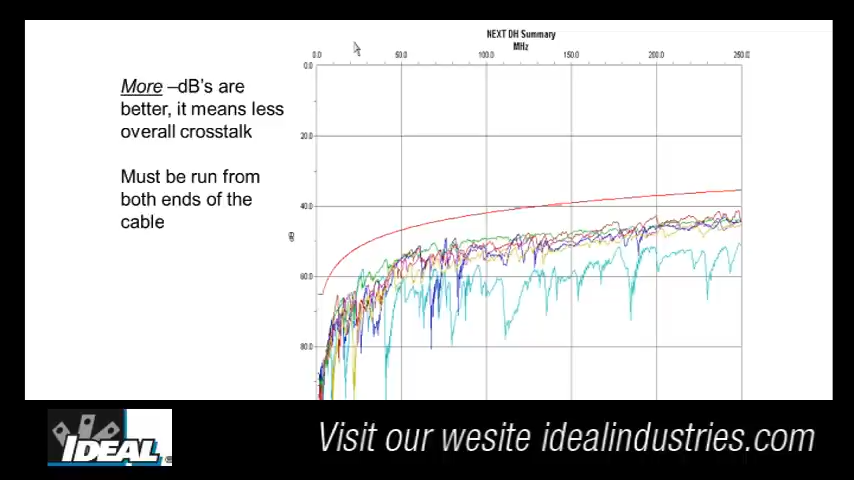 NEXT DH Summary
MHz
0.0 50.0 100.0 150.0 200.0 250.0
0.0
20.0
40.0
dB
60.0
80.0
More –dB's are
better, it means less
overall crosstalk
Must be run from
both ends of the
cable
IDEAL
Visit our wesite idealindustries.com